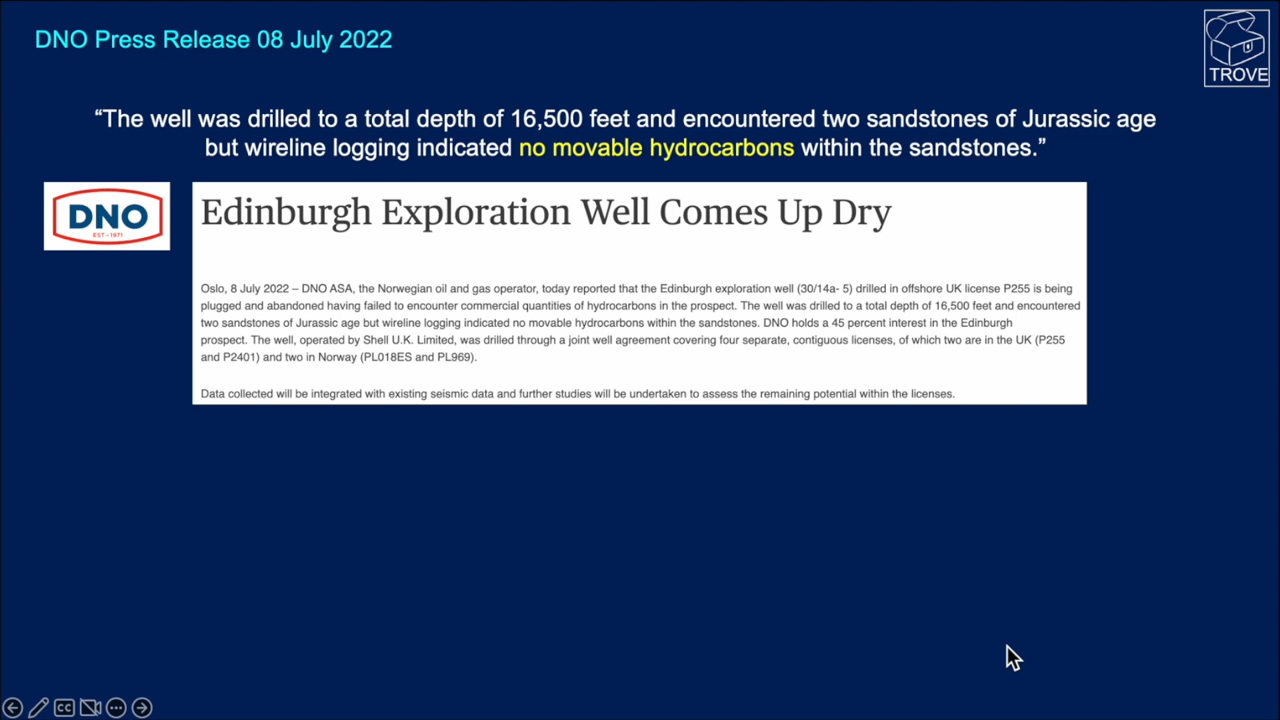 DNO Press Release 08 July 2022
TROVE
“The well was drilled to a total depth of 16,500 feet and encountered two sandstones of Jurassic age
but wireline logging indicated no movable hydrocarbons within the sandstones.”
DNO
EST • 1971
Edinburgh Exploration Well Comes Up Dry
Oslo, 8 July 2022 – DNO ASA, the Norwegian oil and gas operator, today reported that the Edinburgh exploration well (30/14a- 5) drilled in offshore UK license P255 is being
plugged and abandoned having failed to encounter commercial quantities of hydrocarbons in the prospect. The well was drilled to a total depth of 16,500 feet and encountered
two sandstones of Jurassic age but wireline logging indicated no movable hydrocarbons within the sandstones. DNO holds a 45 percent interest in the Edinburgh
prospect. The well, operated by Shell U.K. Limited, was drilled through a joint well agreement covering four separate, contiguous licenses, of which two are in the UK (P255
and P2401) and two in Norway (PL018ES and PL969).
Data collected will be integrated with existing seismic data and further studies will be undertaken to assess the remaining potential within the licenses.
CC